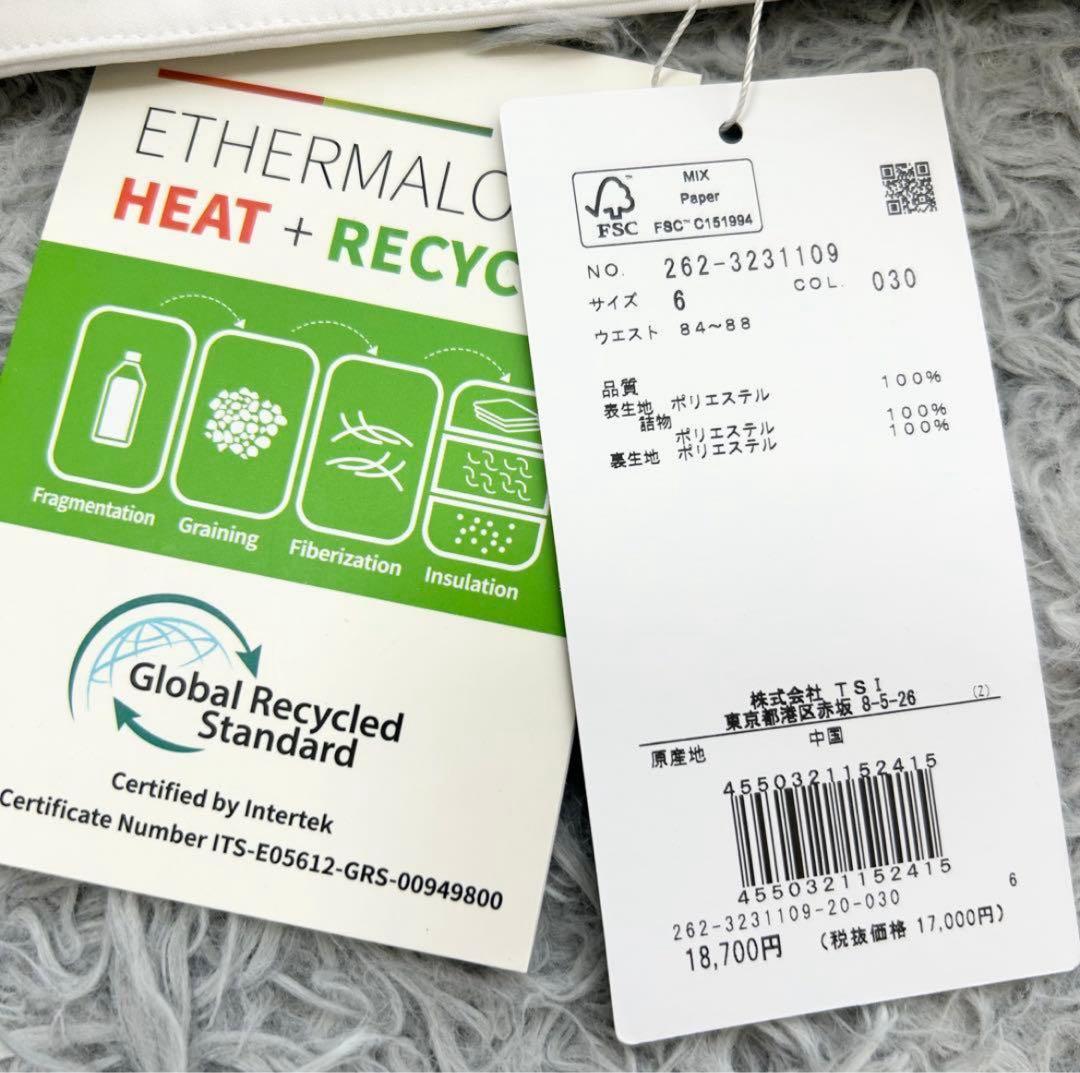 ETHERMALO
HEAT + RECYC
Fragmentation
Graining
Fiberization
Insulation
Global Recycled
Standard
Certified by Intertek
Certificate Number ITS-E05612-GRS-00949800
FSC™
MIX
Paper
FSC™ C151994
NO. 262-3231109
サイズ 6 COL. 030
ウエスト 84~88
品質
表生地 ポリエステル 100%
詰物
ポリエステル 100%
裏生地 ポリエステル 100%
株式会社 TSI
東京都港区赤坂 8-5-26 (Z)
原産地 中国
4550321152415
4550321152415
262-3231109-20-030 6
18,700円 (税抜価格 17,000円)